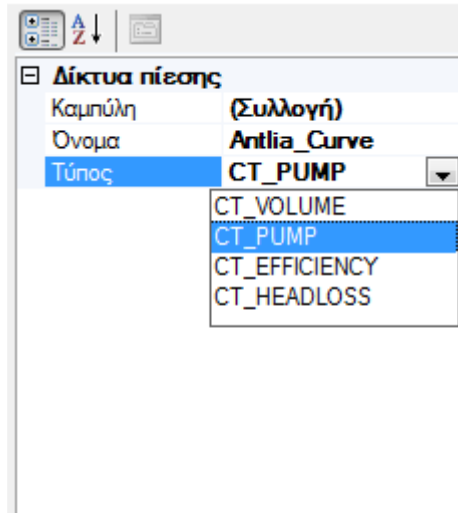 Δίκτυα πίεσης
Καμπύλη (Συλλογή)
Όνομα Antlia_Curve
Τύπος CT_PUMP
CT_VOLUME
CT_PUMP
CT_EFFICIENCY
CT_HEADLOSS